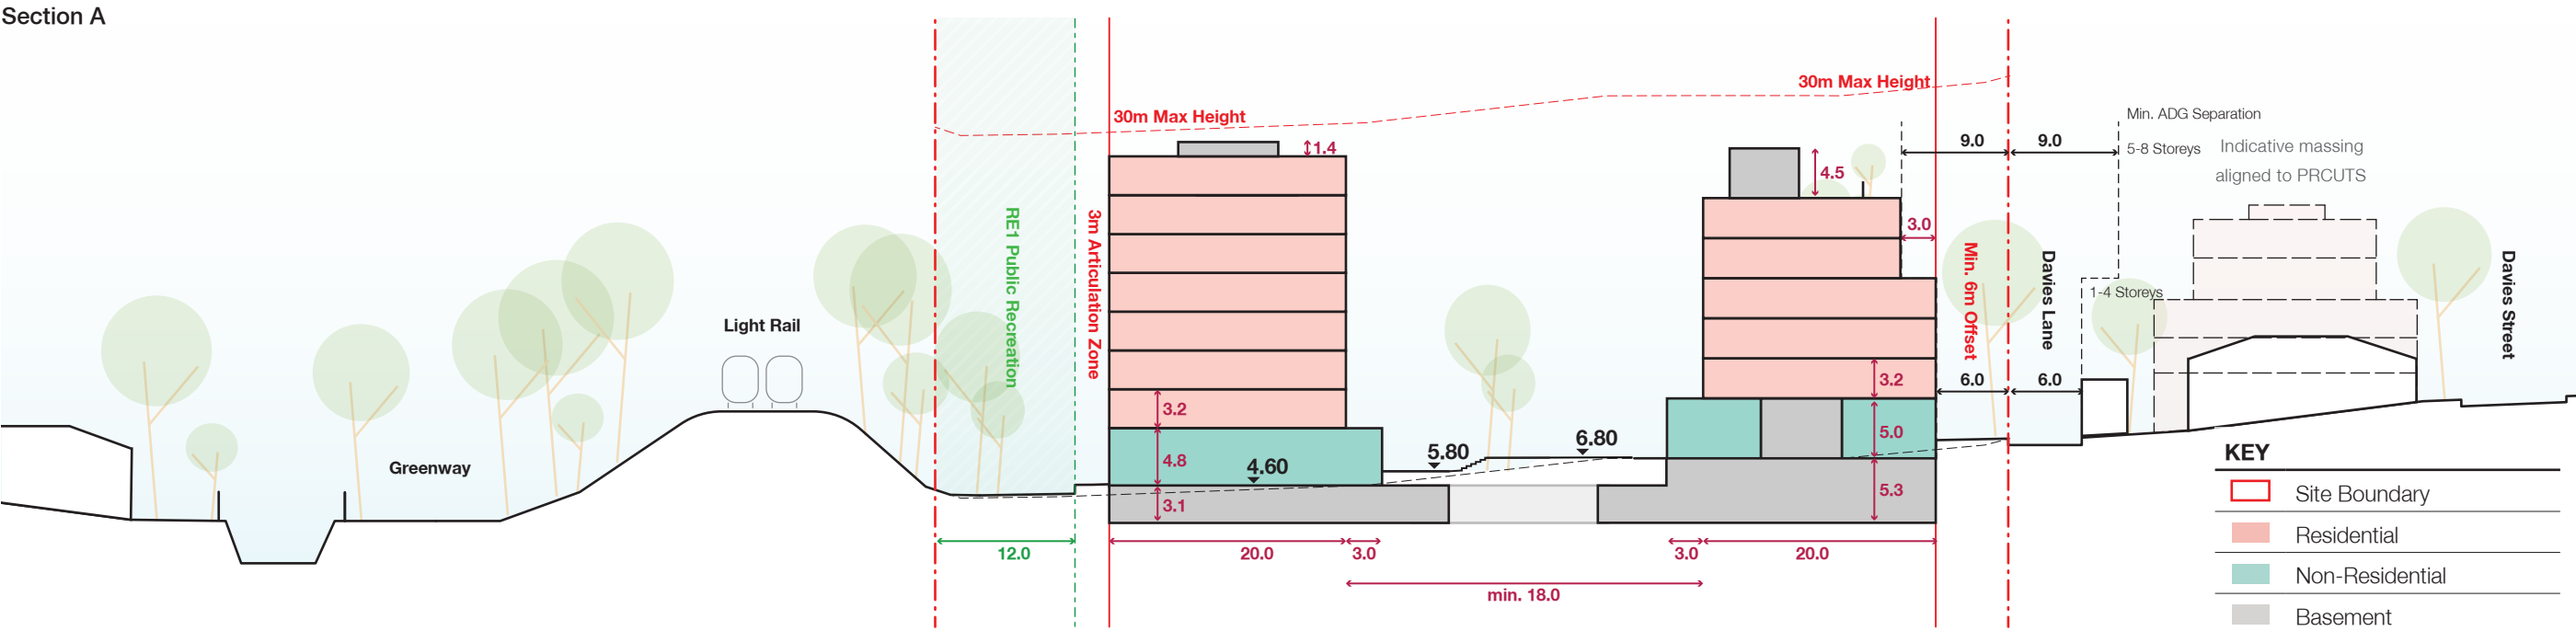 Section A
30m Max Height
30m Max Height
Min. ADG Separation
5-8 Storeys
Indicative massing
aligned to PRCUTS
9.0
9.0
1.4
4.5
3.0
RE1 Public Recreation
3m Articulation Zone
Min. 6m Offset
Davies Lane
Davies Street
1-4 Storeys
Light Rail
Greenway
3.2
4.8
3.1
4.60
5.80
6.80
3.2
5.0
5.3
6.0
6.0
12.0
20.0
3.0
3.0
20.0
min. 18.0
KEY
Site Boundary
Residential
Non-Residential
Basement